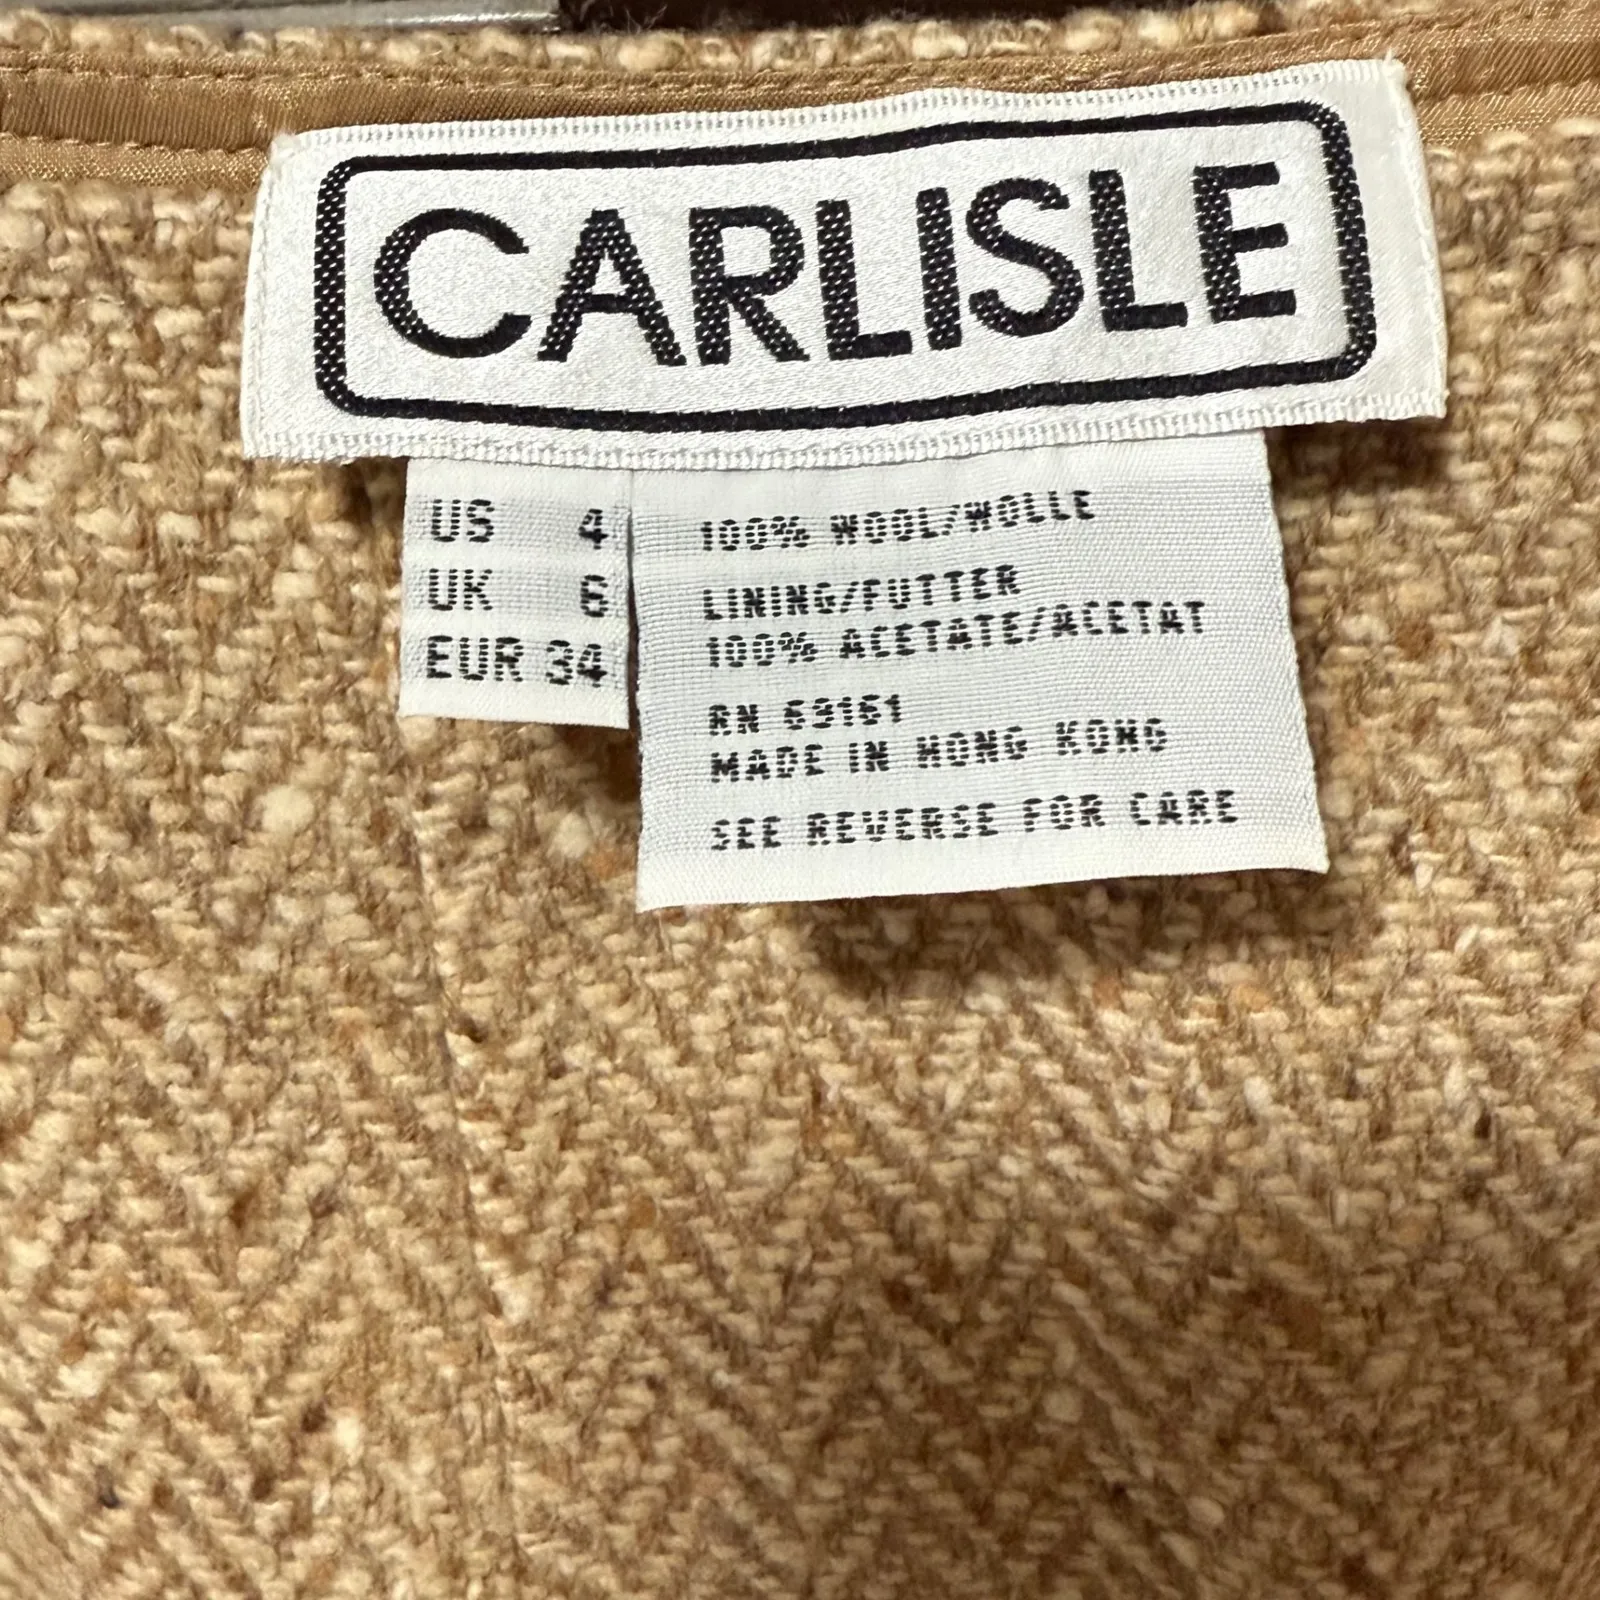 CARLISLE
US 4
UK 6
EUR 34
100% WOOL/WOLLE
LINING/FUTTER
100% ACETATE/ACETAT
RN 53161
MADE IN HONG KONG
SEE REVERSE FOR CARE